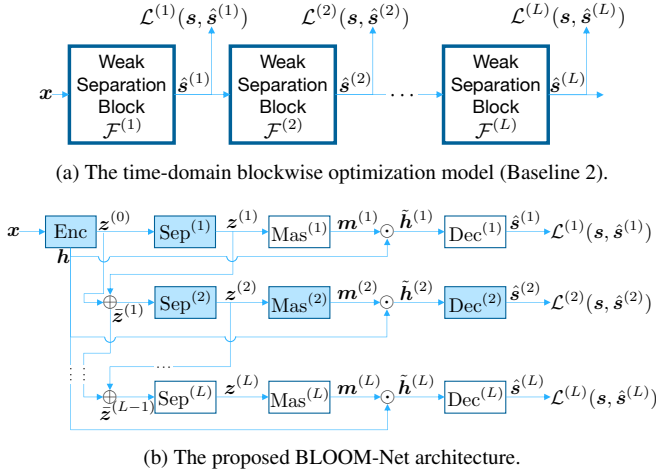 𝓛⁽¹⁾(𝒔, 𝒔̂⁽¹⁾) 𝓛⁽²⁾(𝒔, 𝒔̂⁽²⁾) 𝓛⁽ᴸ⁾(𝒔, 𝒔̂⁽ᴸ⁾)
𝒙 Weak Separation Block 𝓕⁽¹⁾ 𝒔̂⁽¹⁾ Weak Separation Block 𝓕⁽²⁾ 𝒔̂⁽²⁾ ··· Weak Separation Block 𝓕⁽ᴸ⁾ 𝒔̂⁽ᴸ⁾
(a) The time-domain blockwise optimization model (Baseline 2).
𝒙 Enc 𝒉 𝒛⁽⁰⁾ Sep⁽¹⁾ 𝒛⁽¹⁾ Mas⁽¹⁾ 𝒎⁽¹⁾ ⊙ 𝒉̃⁽¹⁾ Dec⁽¹⁾ 𝒔̂⁽¹⁾ 𝓛⁽¹⁾(𝒔, 𝒔̂⁽¹⁾)
⊕ 𝒛̄⁽¹⁾ Sep⁽²⁾ 𝒛⁽²⁾ Mas⁽²⁾ 𝒎⁽²⁾ ⊙ 𝒉̃⁽²⁾ Dec⁽²⁾ 𝒔̂⁽²⁾ 𝓛⁽²⁾(𝒔, 𝒔̂⁽²⁾)
⋮ ⋮ ···
⊕ 𝒛̄⁽ᴸ⁻¹⁾ Sep⁽ᴸ⁾ 𝒛⁽ᴸ⁾ Mas⁽ᴸ⁾ 𝒎⁽ᴸ⁾ ⊙ 𝒉̃⁽ᴸ⁾ Dec⁽ᴸ⁾ 𝒔̂⁽ᴸ⁾ 𝓛⁽ᴸ⁾(𝒔, 𝒔̂⁽ᴸ⁾)
(b) The proposed BLOOM-Net architecture.